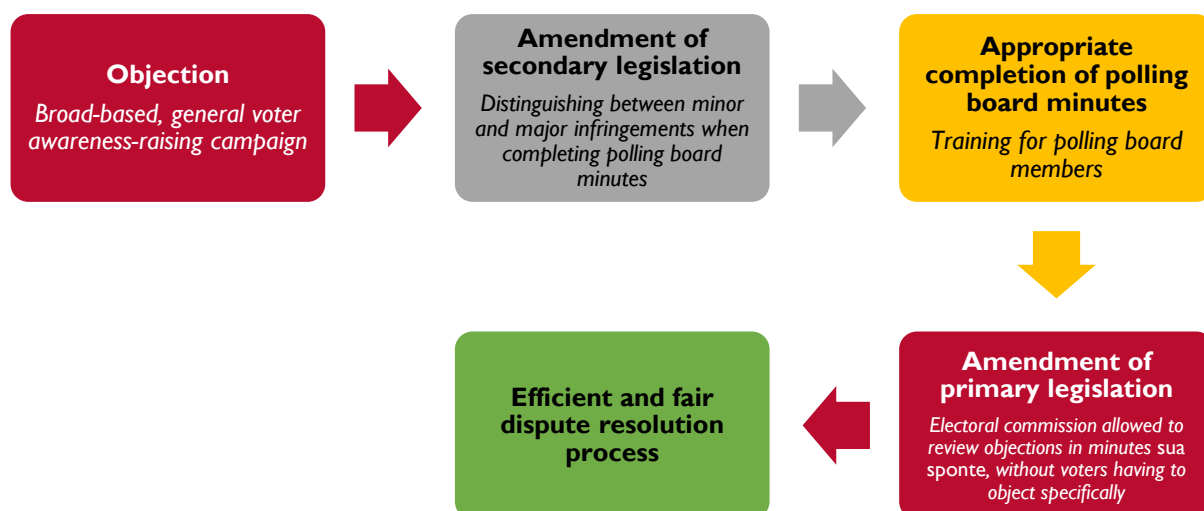 Objection
Broad-based, general voter
awareness-raising campaign
Amendment of
secondary legislation
Distinguishing between minor
and major infringements when
completing polling board
minutes
Appropriate
completion of polling
board minutes
Training for polling board
members
Efficient and fair
dispute resolution
process
Amendment of
primary legislation
Electoral commission allowed to
review objections in minutes sua
sponte, without voters having to
object specifically